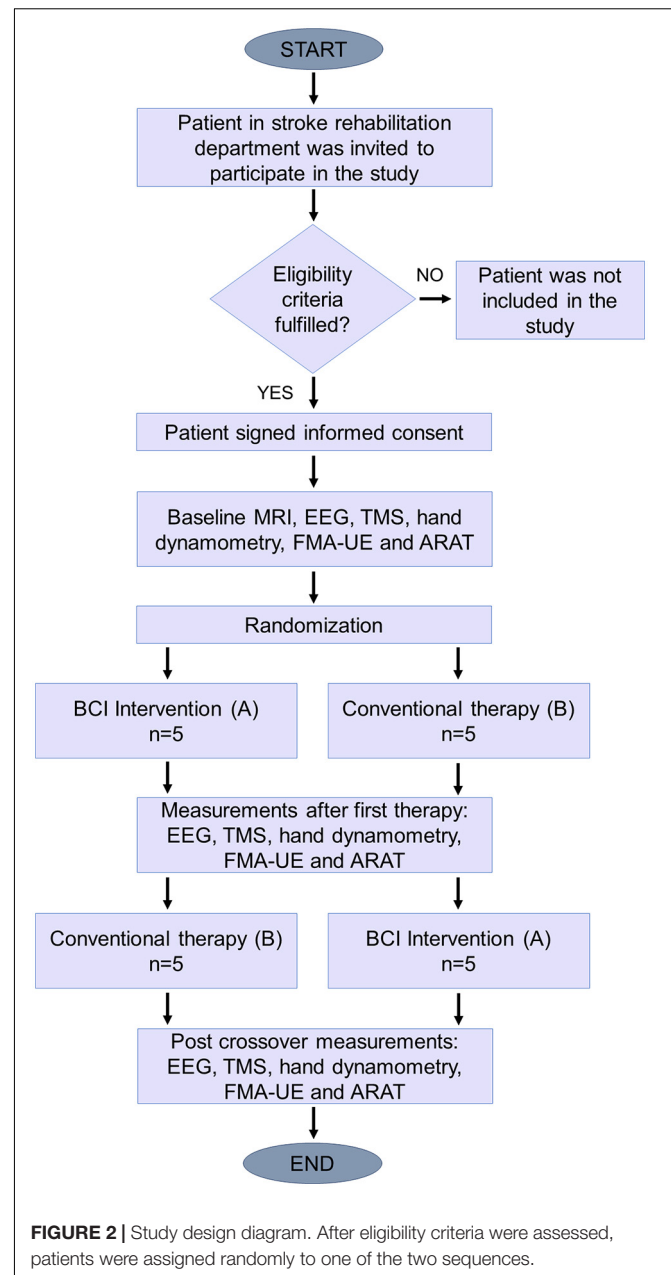 START
Patient in stroke rehabilitation
department was invited to
participate in the study
Eligibility
criteria
fulfilled?
NO
Patient was not
included in the
study
YES
Patient signed informed consent
Baseline MRI, EEG, TMS, hand
dynamometry, FMA-UE and ARAT
Randomization
BCI Intervention (A)
n=5
Conventional therapy (B)
n=5
Measurements after first therapy:
EEG, TMS, hand dynamometry,
FMA-UE and ARAT
Conventional therapy (B)
n=5
BCI Intervention (A)
n=5
Post crossover measurements:
EEG, TMS, hand dynamometry,
FMA-UE and ARAT
END
FIGURE 2 | Study design diagram. After eligibility criteria were assessed,
patients were assigned randomly to one of the two sequences.